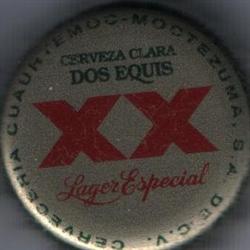 CERVECERIA CUAUHTEMOC-MOCTEZUMA, S.A. DE C.V.
CERVEZA CLARA
DOS EQUIS
XX
Lager Especial